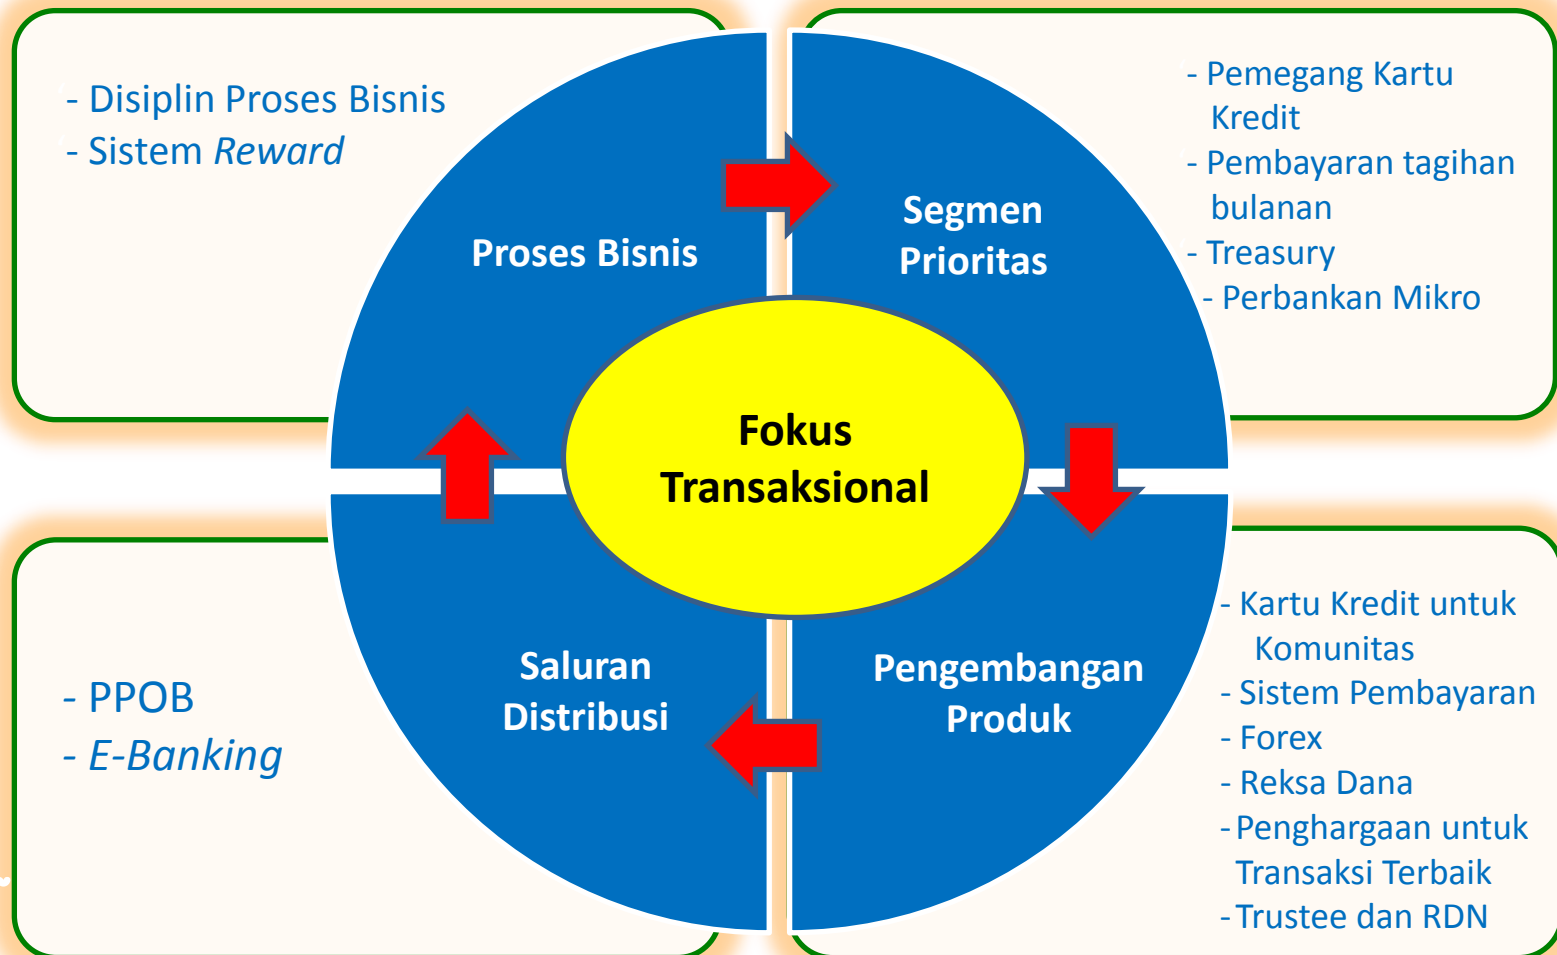 - Disiplin Proses Bisnis
- Sistem Reward
- Pemegang Kartu
Kredit
- Pembayaran tagihan
bulanan
- Treasury
- Perbankan Mikro
Proses Bisnis
Segmen
Prioritas
Fokus
Transaksional
Saluran
Distribusi
Pengembangan
Produk
- PPOB
- E-Banking
- Kartu Kredit untuk
Komunitas
- Sistem Pembayaran
- Forex
- Reksa Dana
- Penghargaan untuk
Transaksi Terbaik
- Trustee dan RDN